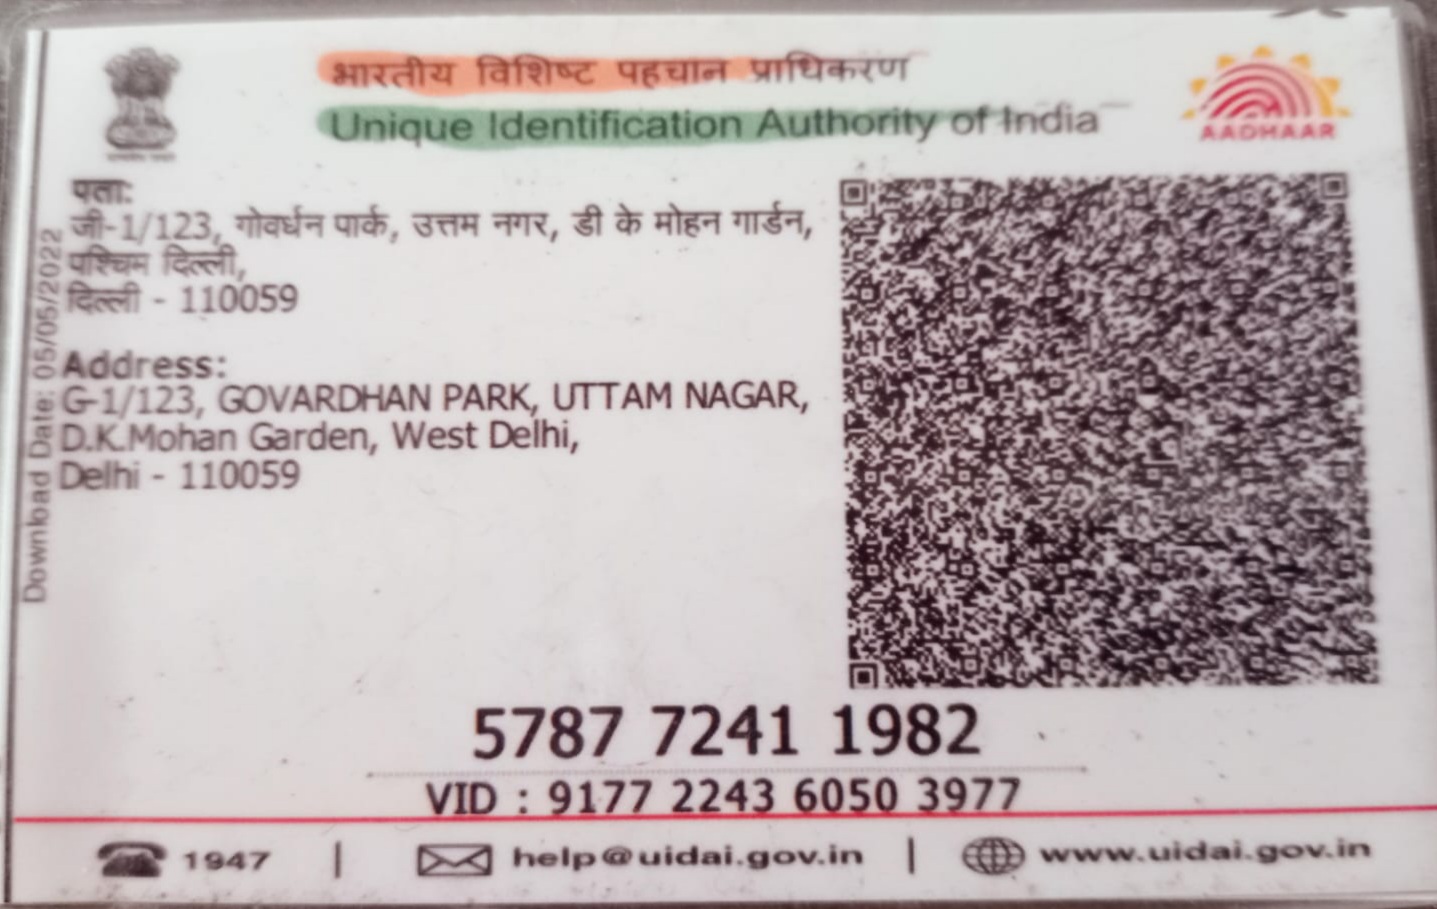 भारतीय विशिष्ट पहचान प्राधिकरण
Unique Identification Authority of India
AADHAAR
पता:
जी-1/123, गोवर्धन पार्क, उत्तम नगर, डी के मोहन गार्डन,
पश्चिम दिल्ली,
दिल्ली - 110059
Download Date: 05/05/2022
Address:
G-1/123, GOVARDHAN PARK, UTTAM NAGAR,
D.K.Mohan Garden, West Delhi,
Delhi - 110059
5787 7241 1982
VID : 9177 2243 6050 3977
1947 | help@uidai.gov.in | www.uidai.gov.in